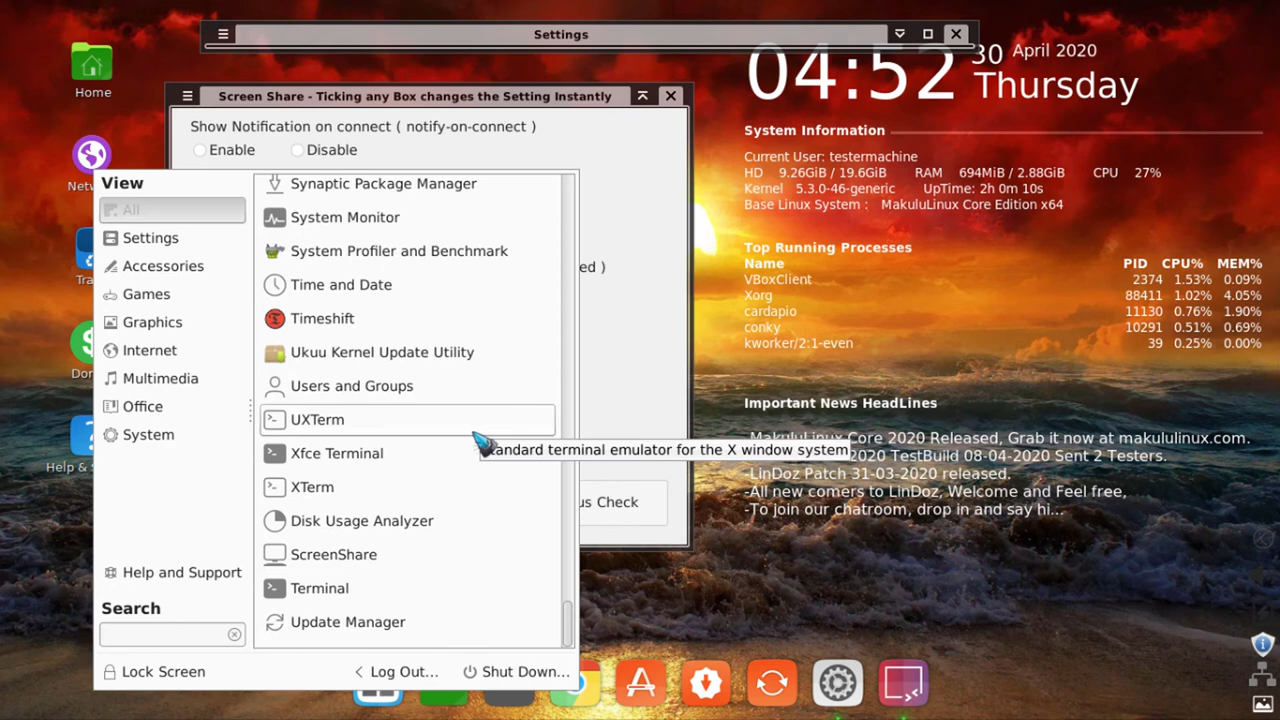 Settings
04:52
30 April 2020
Thursday
Home
Screen Share - Ticking any Box changes the Setting Instantly
Show Notification on connect ( notify-on-connect )
Enable Disable
System Information
Current User: testermachine
HD 9.26GiB / 19.6GiB RAM 694MiB / 2.88GiB CPU 27%
Kernel 5.3.0-46-generic UpTime: 2h 0m 10s
Base Linux System : MakuluLinux Core Edition x64
Top Running Processes
Name PID CPU% MEM%
VBoxClient 2374 1.53% 0.09%
Xorg 88411 1.02% 4.05%
cardapio 11130 0.76% 1.90%
conky 10291 0.51% 0.69%
kworker/2:1-even 39 0.25% 0.00%
Important News HeadLines
-MakuluLinux Core 2020 Released, Grab it now at makululinux.com.
2020 TestBuild 08-04-2020 Sent 2 Testers.
-LinDoz Patch 31-03-2020 released.
-All new comers to LinDoz, Welcome and Feel free,
-To join our chatroom, drop in and say hi...
View
All
Settings
Accessories
Games
Graphics
Internet
Multimedia
Office
System
Help and Support
Search
Lock Screen
Log Out...
Shut Down...
Synaptic Package Manager
System Monitor
System Profiler and Benchmark
Time and Date
Timeshift
Ukuu Kernel Update Utility
Users and Groups
UXTerm
tandard terminal emulator for the X window system
Xfce Terminal
XTerm
Disk Usage Analyzer
ScreenShare
Terminal
Update Manager
ed )
us Check
Netw
Tra
Don
Help &